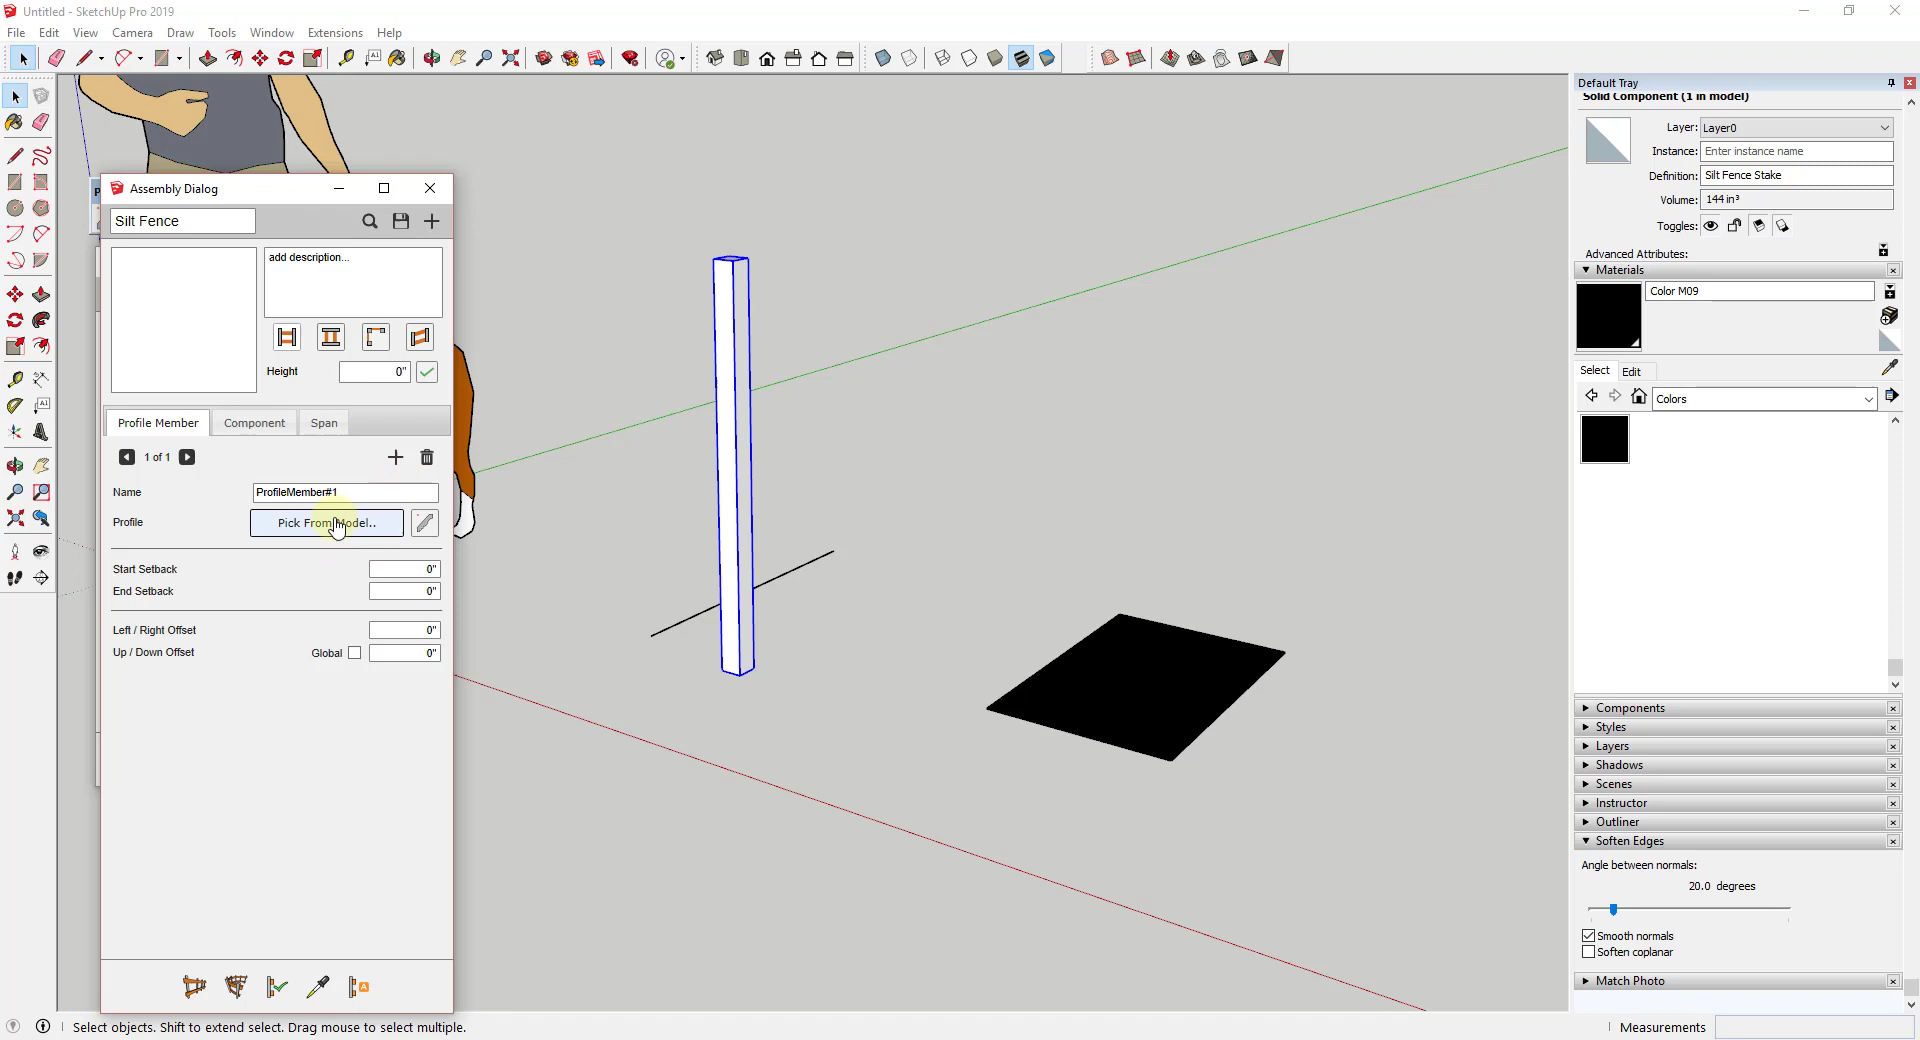 Untitled - SketchUp Pro 2019
File Edit View Camera Draw Tools Window Extensions Help
Default Tray
Solid Component (1 in model)
Layer: Layer0
Instance: Enter instance name
Definition: Silt Fence Stake
Volume: 144 in³
Toggles:
Advanced Attributes:
Materials
Color M09
Select Edit
Colors
Components
Styles
Layers
Shadows
Scenes
Instructor
Outliner
Soften Edges
Angle between normals:
20.0 degrees
Smooth normals
Soften coplanar
Match Photo
Assembly Dialog
Silt Fence
add description...
Height 0"
Profile Member Component Span
1 of 1
Name ProfileMember#1
Profile Pick From Model..
Start Setback 0"
End Setback 0"
Left / Right Offset 0"
Up / Down Offset Global 0"
Select objects. Shift to extend select. Drag mouse to select multiple.
Measurements